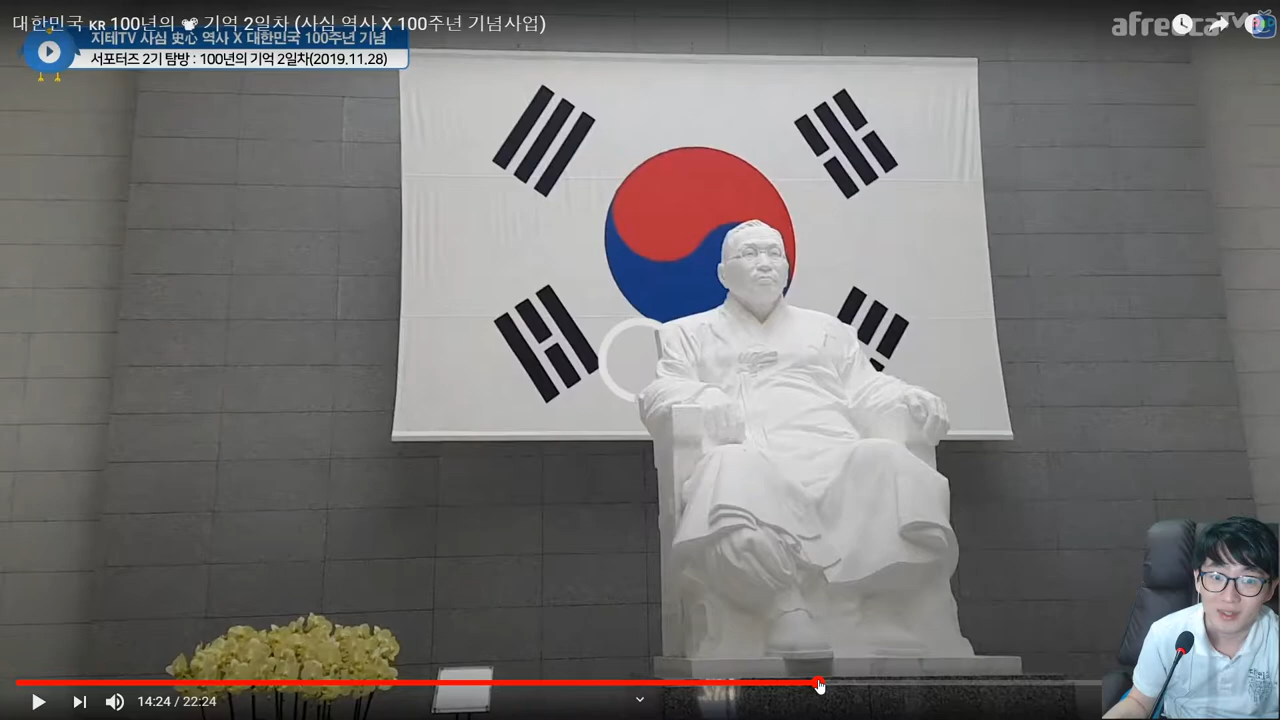 대한민국 KR 100년의 📽 기억 2일차 (사심 역사 X 100주년 기념사업)
afreecaTV
지테TV 사심 史心 역사 X 대한민국 100주년 기념
서포터즈 2기 탐방 : 100년의 기억 2일차(2019.11.28)
14:24 / 22:24